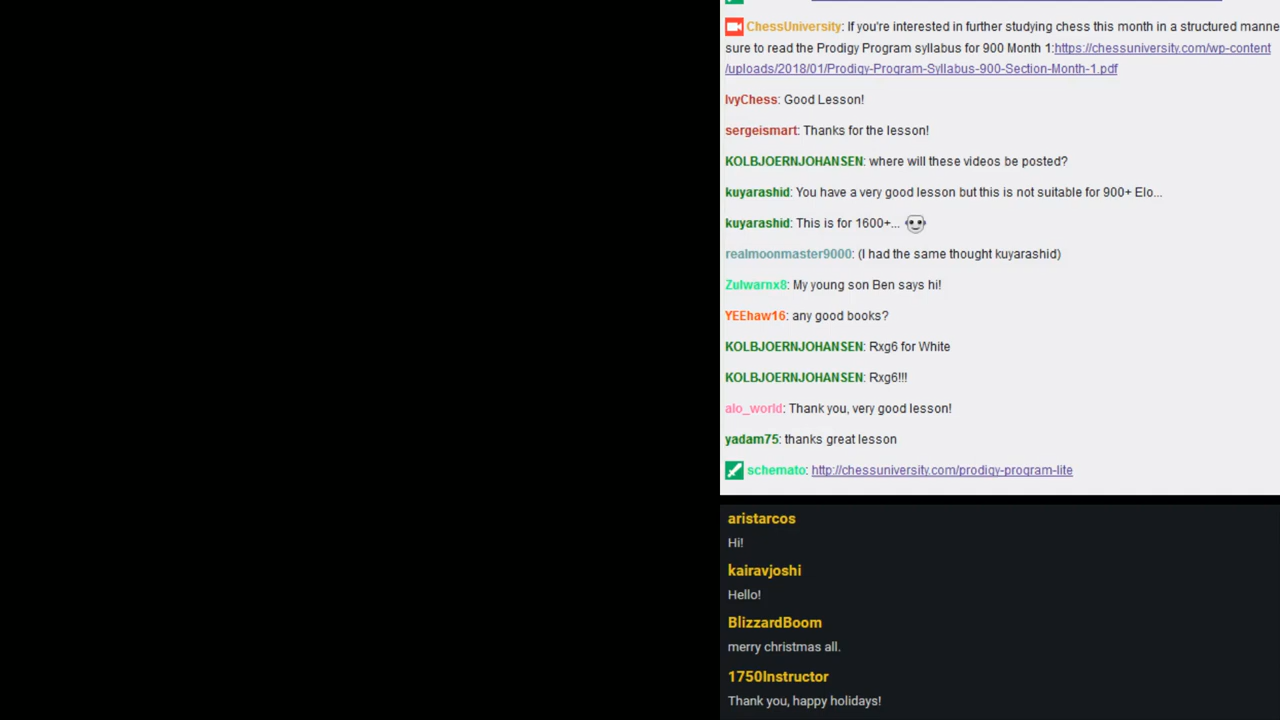 ChessUniversity: If you're interested in further studying chess this month in a structured manne
sure to read the Prodigy Program syllabus for 900 Month 1:https://chessuniversity.com/wp-content
/uploads/2018/01/Prodigy-Program-Syllabus-900-Section-Month-1.pdf
IvyChess: Good Lesson!
sergeismart: Thanks for the lesson!
KOLBJOERNJOHANSEN: where will these videos be posted?
kuyarashid: You have a very good lesson but this is not suitable for 900+ Elo...
kuyarashid: This is for 1600+...
realmoonmaster9000: (I had the same thought kuyarashid)
Zulwarnx8: My young son Ben says hi!
YEEhaw16: any good books?
KOLBJOERNJOHANSEN: Rxg6 for White
KOLBJOERNJOHANSEN: Rxg6!!!
alo_world: Thank you, very good lesson!
yadam75: thanks great lesson
schemato: http://chessuniversity.com/prodigy-program-lite
aristarcos
Hi!
kairavjoshi
Hello!
BlizzardBoom
merry christmas all.
1750Instructor
Thank you, happy holidays!